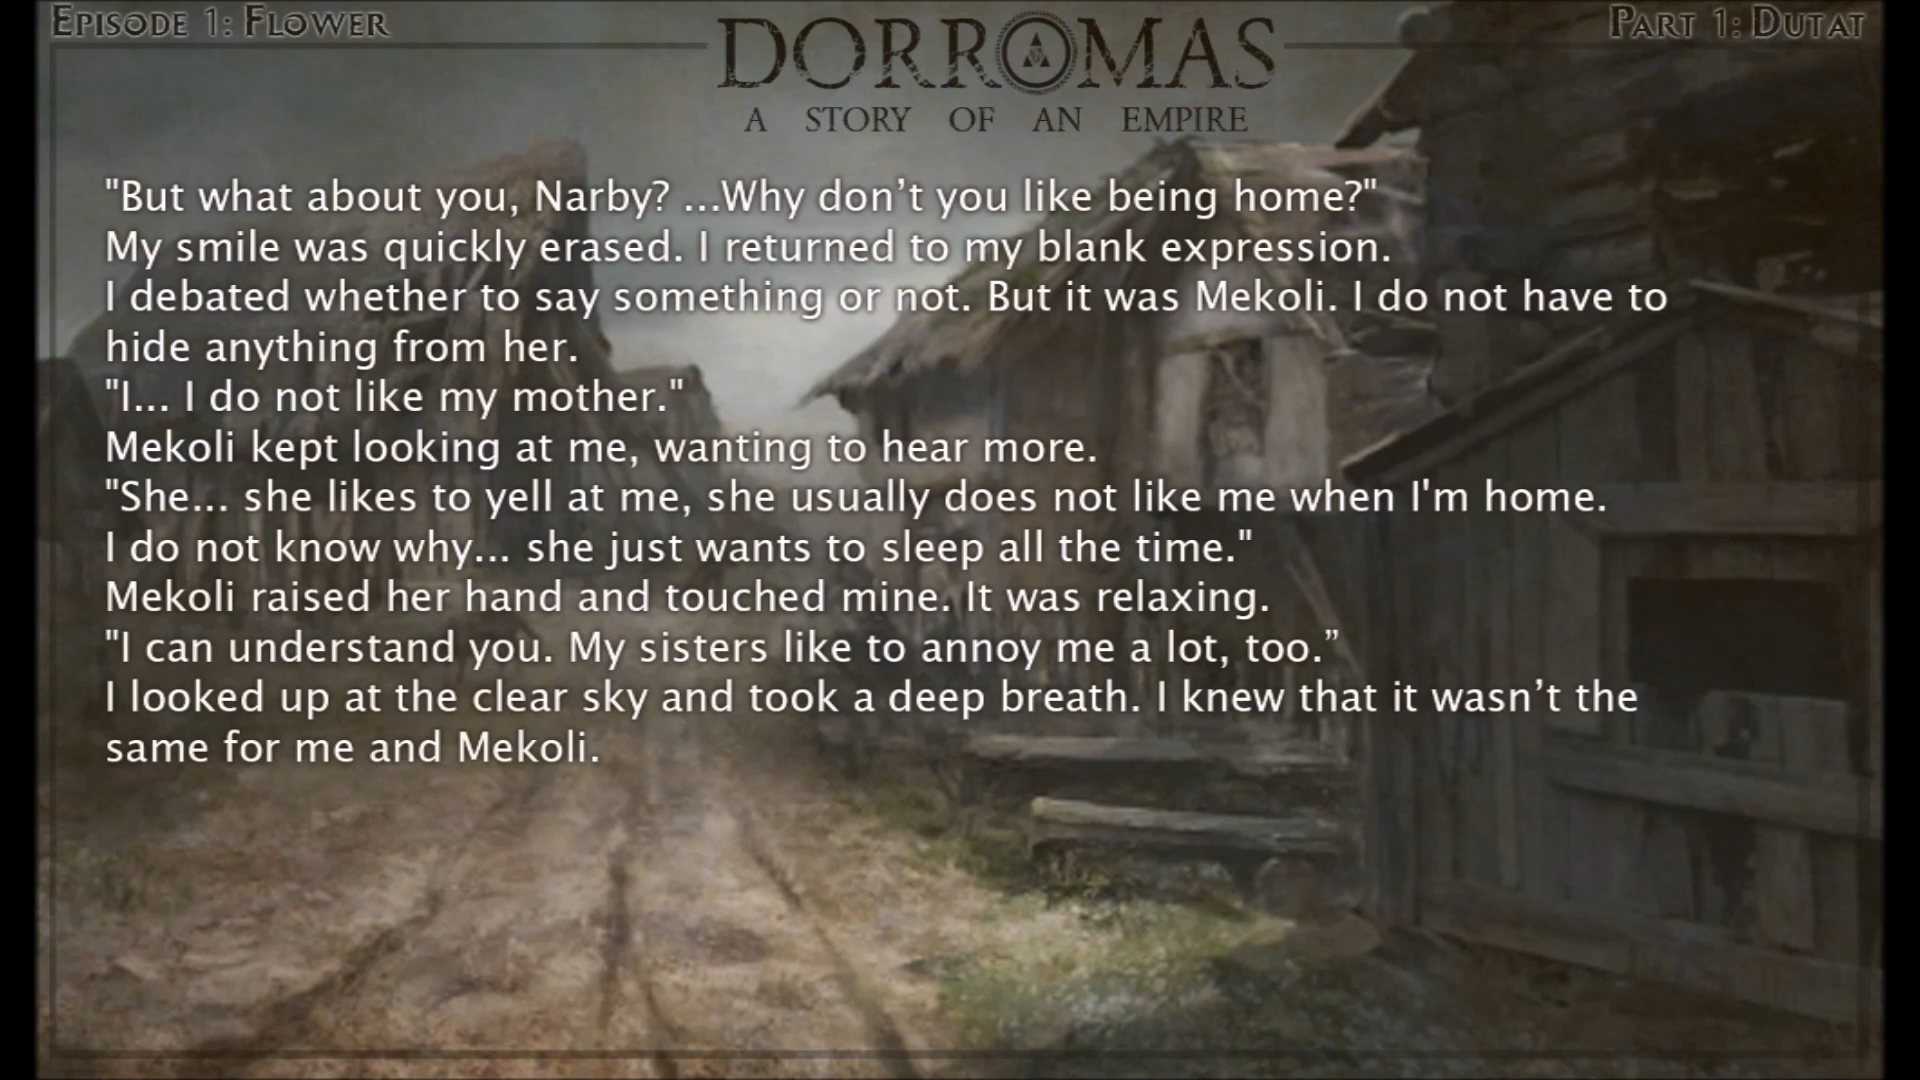 Episode 1: Flower
Part 1: Dutat
DORROMAS
A STORY OF AN EMPIRE
"But what about you, Narby? ...Why don’t you like being home?"
My smile was quickly erased. I returned to my blank expression.
I debated whether to say something or not. But it was Mekoli. I do not have to
hide anything from her.
"I... I do not like my mother."
Mekoli kept looking at me, wanting to hear more.
"She... she likes to yell at me, she usually does not like me when I'm home.
I do not know why... she just wants to sleep all the time."
Mekoli raised her hand and touched mine. It was relaxing.
"I can understand you. My sisters like to annoy me a lot, too.”
I looked up at the clear sky and took a deep breath. I knew that it wasn’t the
same for me and Mekoli.